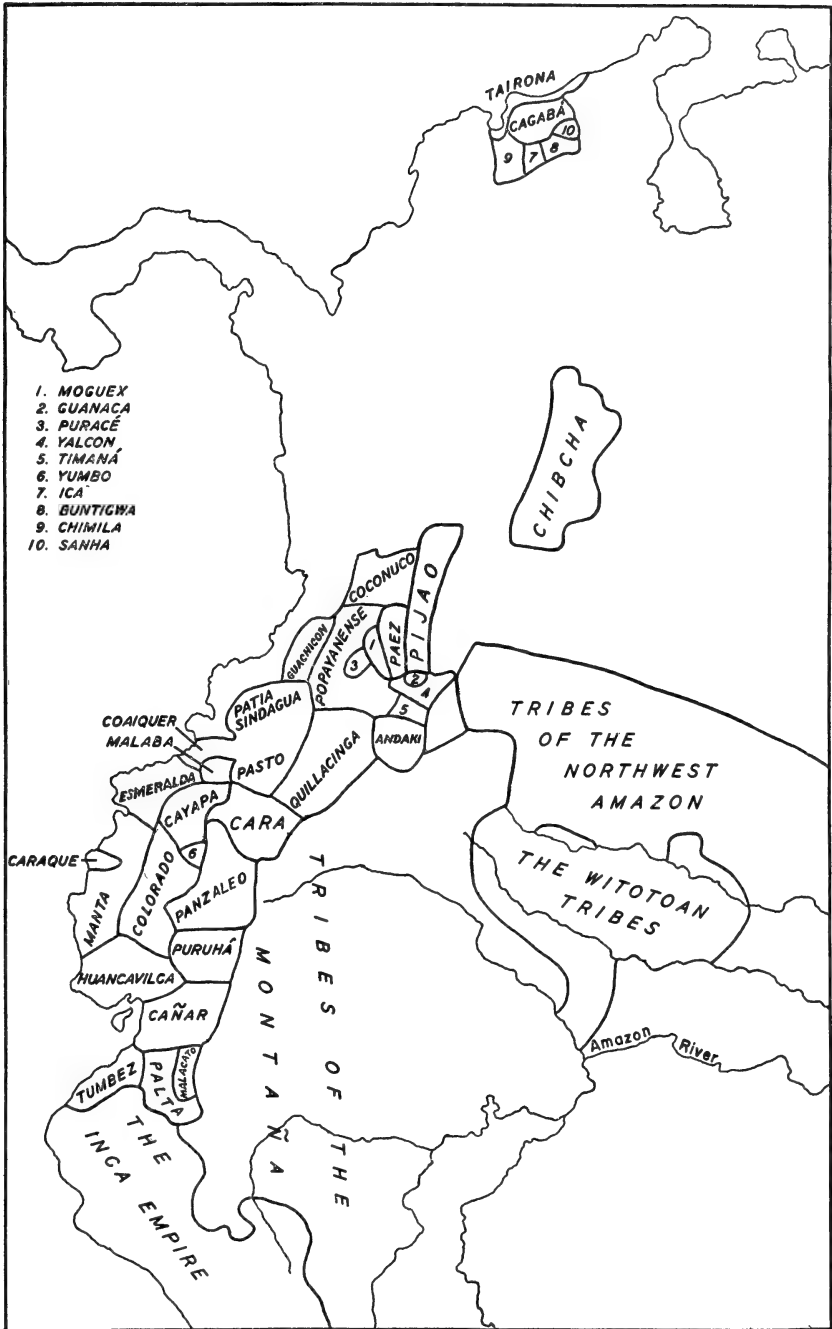 TAIRONA
CAGABÁ
10
9
7
8
1. MOGUEX
2. GUANACA
3. PURACÉ
4. YALCON
5. TIMANÁ
6. YUMBO
7. ICA
8. BUNTIGWA
9. CHIMILA
10. SANHA
CHIBCHA
COCONUCO
PIJAO
GUACHICON
POPAYANENSE
1
PAEZ
3
2
4
5
PATIA
SINDAGUA
COAIQUER
MALABA
PASTO
QUILLACINGA
ANDAKI
TRIBES
OF THE
NORTHWEST
AMAZON
ESMERALDA
CAYAPA
CARA
CARAQUE
6
COLORADO
PANZALEO
MANTA
THE WITOTOAN
TRIBES
PURUHÁ
HUANCAVILGA
CAÑAR
TRIBES OF THE
MONTAÑA
Amazon River
TUMBEZ
PALTA
MALACATO
THE
INCA EMPIRE